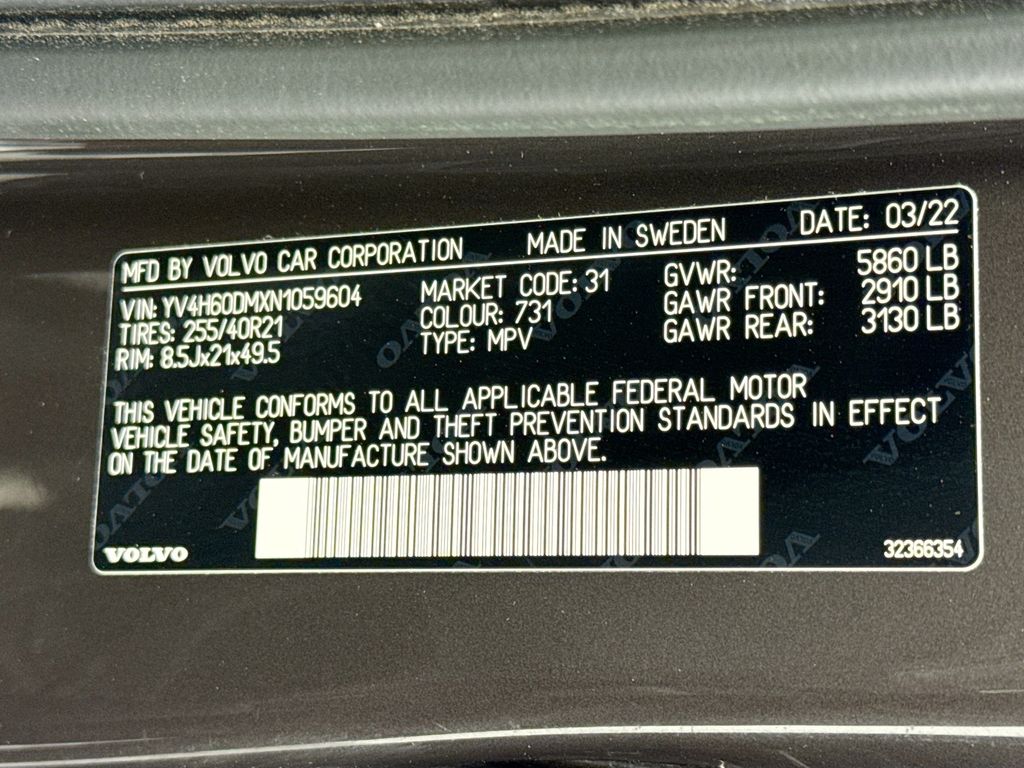 MFD BY VOLVO CAR CORPORATION MADE IN SWEDEN DATE: 03/22
VIN: YV4H60DMXN1059604 MARKET CODE: 31 GVWR: 5860 LB
TIRES: 255/40R21 COLOUR: 731 GAWR FRONT: 2910 LB
RIM: 8.5Jx21x49.5 TYPE: MPV GAWR REAR: 3130 LB
THIS VEHICLE CONFORMS TO ALL APPLICABLE FEDERAL MOTOR
VEHICLE SAFETY, BUMPER AND THEFT PREVENTION STANDARDS IN EFFECT
ON THE DATE OF MANUFACTURE SHOWN ABOVE.
VOLVO 32366354